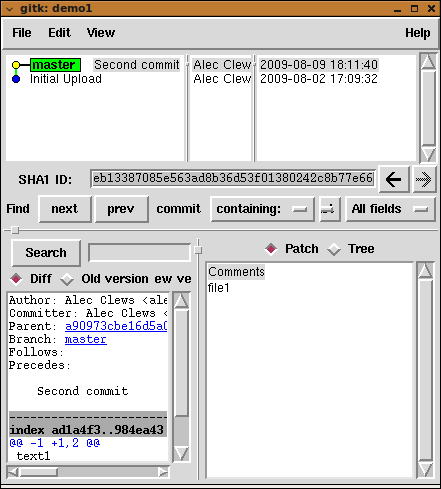 gitk: demo1
File Edit View Help
master Second commit Alec Clew 2009-08-09 18:11:40
Initial Upload Alec Clew 2009-08-02 17:09:32
SHA1 ID: eb13387085e563ad8b36d53f01380242c8b77e66
Find next prev commit containing: All fields
Search
Patch Tree
Diff Old version ew ve
Comments
file1
Author: Alec Clews <ale
Committer: Alec Clews <
Parent: a90973cbe16d5a0
Branch: master
Follows:
Precedes:
Second commit
index ad1a4f3..984ea43
@@ -1 +1,2 @@
text1